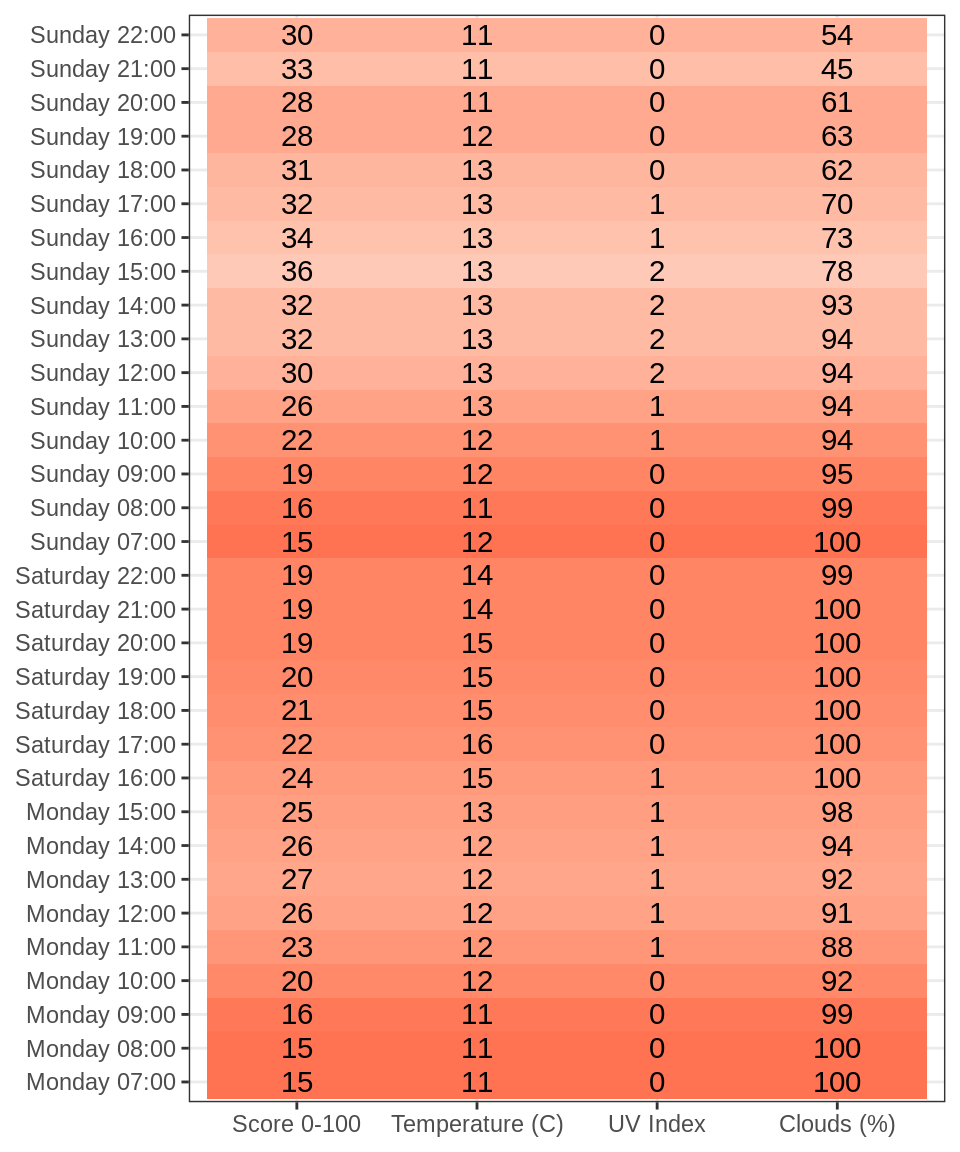 Sunday 22:00 30 11 0 54
Sunday 21:00 33 11 0 45
Sunday 20:00 28 11 0 61
Sunday 19:00 28 12 0 63
Sunday 18:00 31 13 0 62
Sunday 17:00 32 13 1 70
Sunday 16:00 34 13 1 73
Sunday 15:00 36 13 2 78
Sunday 14:00 32 13 2 93
Sunday 13:00 32 13 2 94
Sunday 12:00 30 13 2 94
Sunday 11:00 26 13 1 94
Sunday 10:00 22 12 1 94
Sunday 09:00 19 12 0 95
Sunday 08:00 16 11 0 99
Sunday 07:00 15 12 0 100
Saturday 22:00 19 14 0 99
Saturday 21:00 19 14 0 100
Saturday 20:00 19 15 0 100
Saturday 19:00 20 15 0 100
Saturday 18:00 21 15 0 100
Saturday 17:00 22 16 0 100
Saturday 16:00 24 15 1 100
Monday 15:00 25 13 1 98
Monday 14:00 26 12 1 94
Monday 13:00 27 12 1 92
Monday 12:00 26 12 1 91
Monday 11:00 23 12 1 88
Monday 10:00 20 12 0 92
Monday 09:00 16 11 0 99
Monday 08:00 15 11 0 100
Monday 07:00 15 11 0 100
Score 0-100 Temperature (C) UV Index Clouds (%)